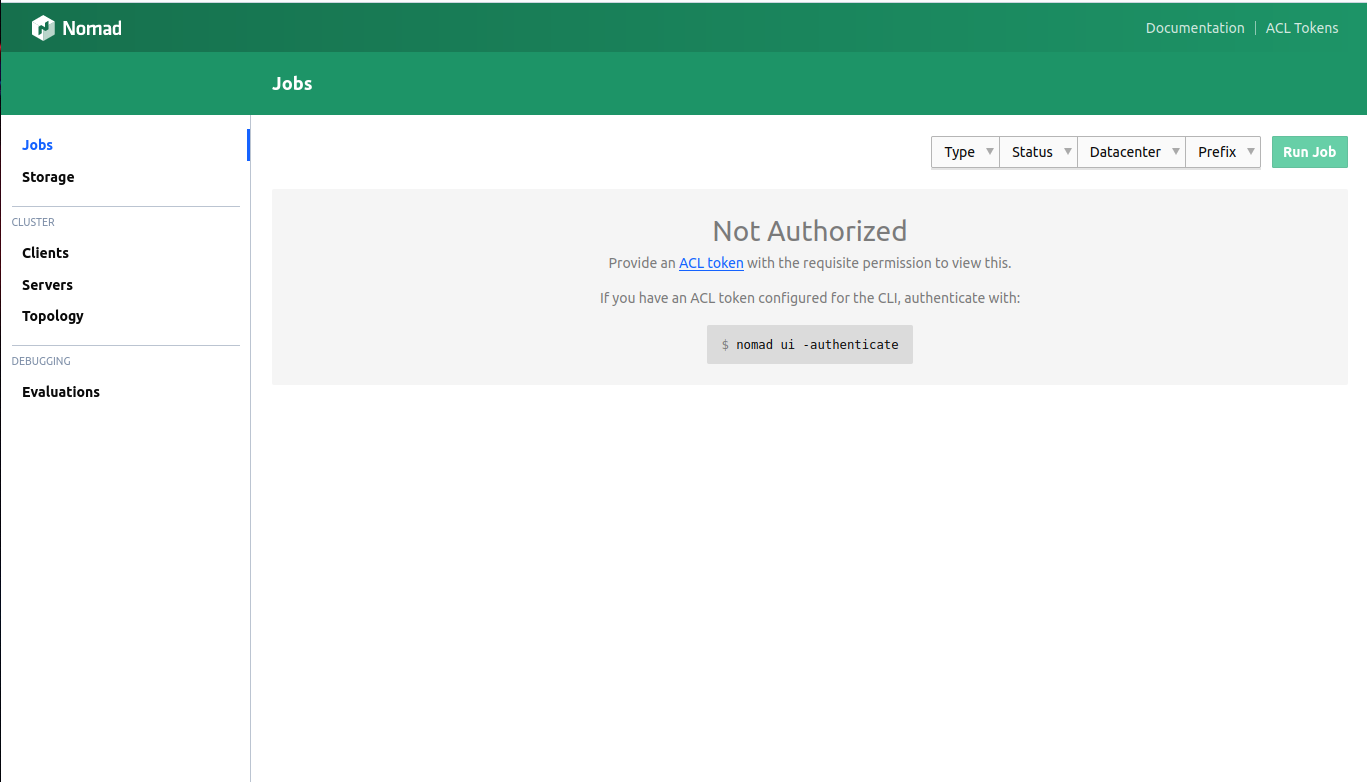 Nomad
Documentation
ACL Tokens
Jobs
Jobs
Storage
CLUSTER
Clients
Servers
Topology
DEBUGGING
Evaluations
Type
Status
Datacenter
Prefix
Run Job
Not Authorized
Provide an ACL token with the requisite permission to view this.
If you have an ACL token configured for the CLI, authenticate with:
$ nomad ui -authenticate